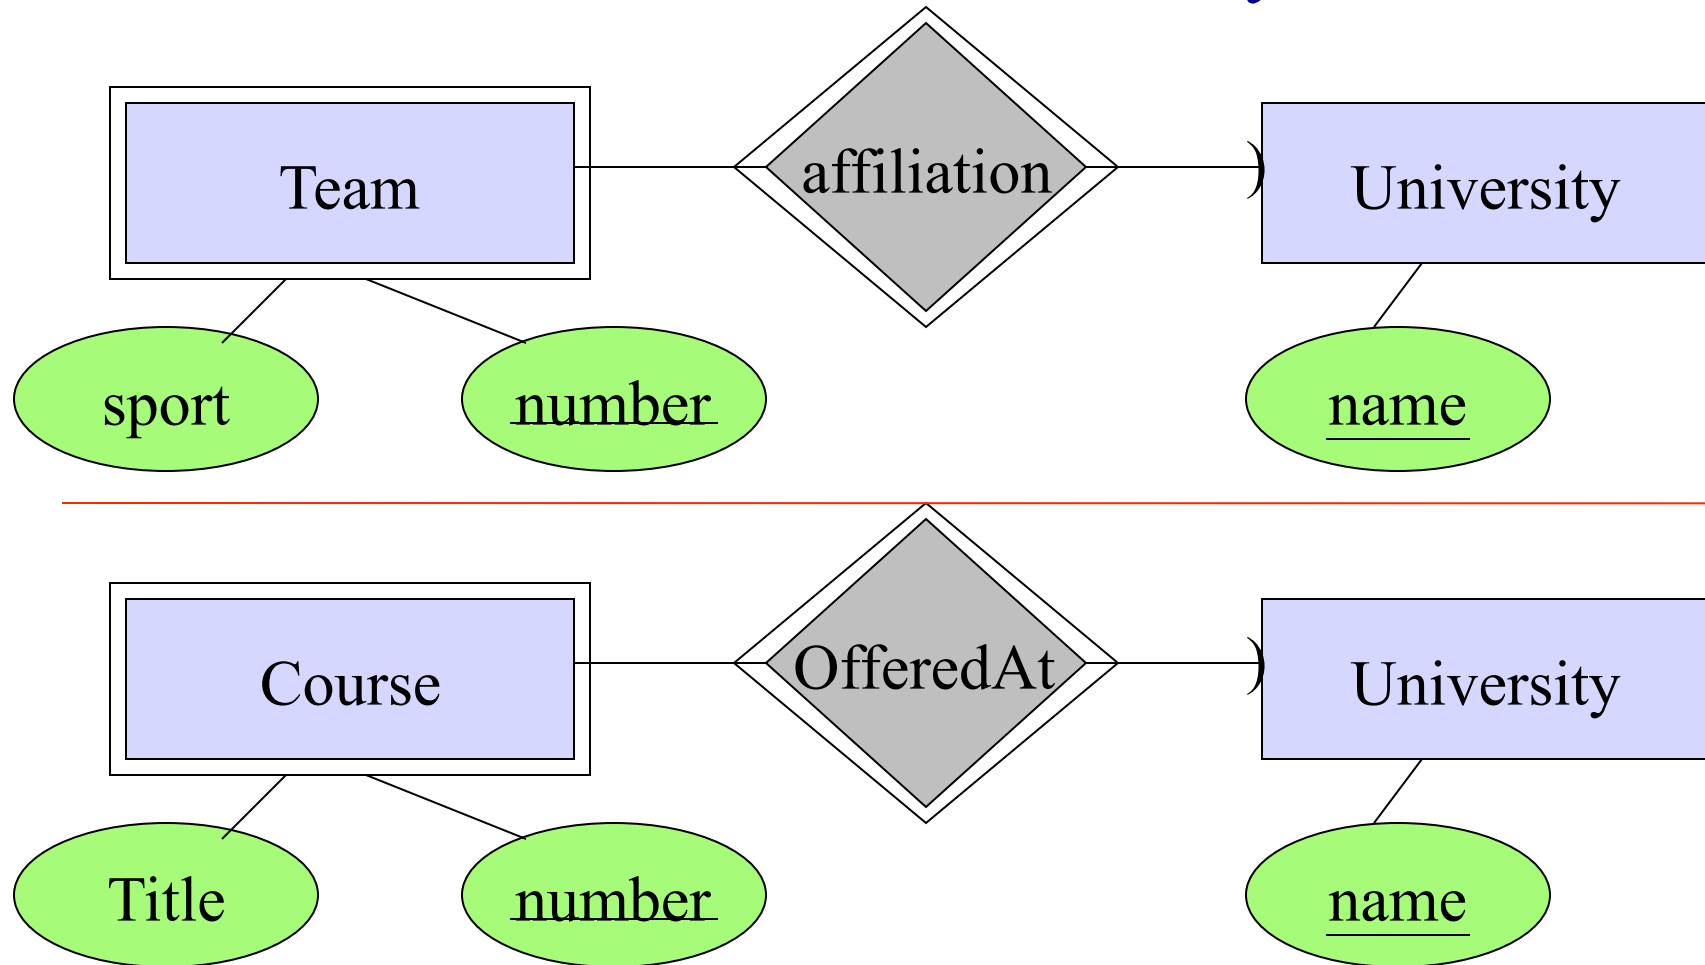 affiliation
Team
University
sport
number
name
OfferedAt
Course
University
Title
number
name